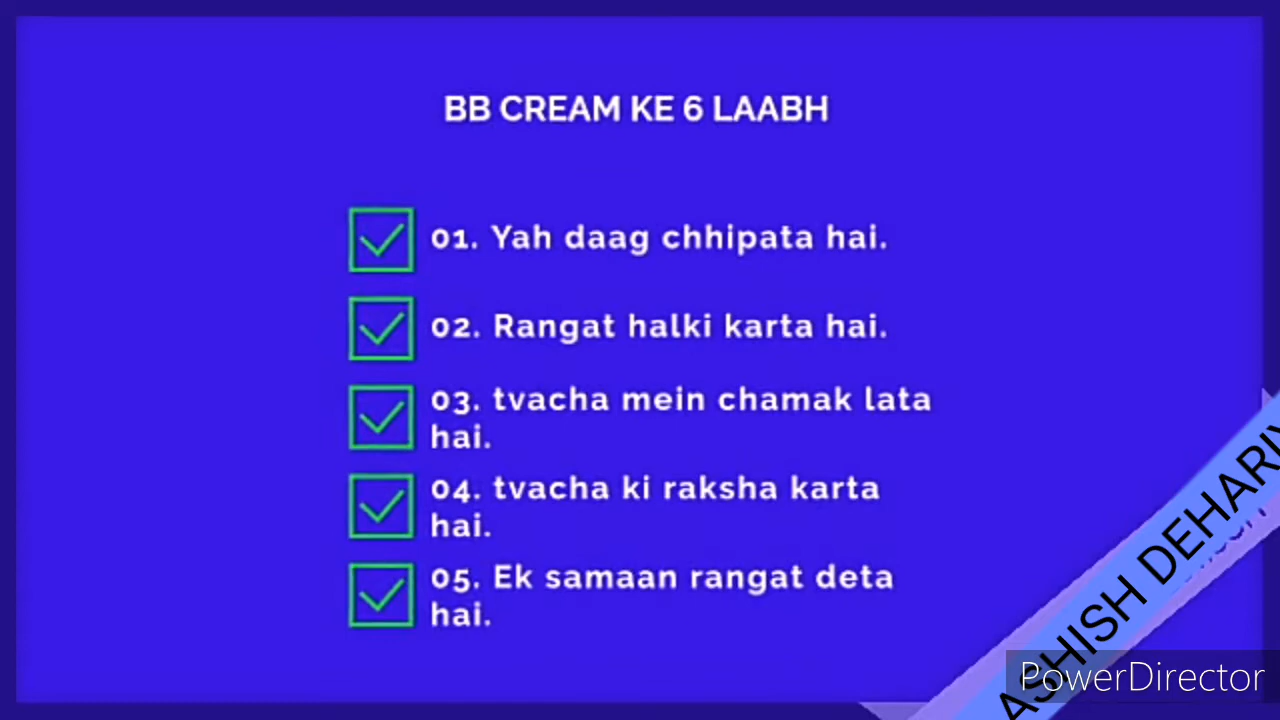 BB CREAM KE 6 LAABH
01. Yah daag chhipata hai.
02. Rangat halki karta hai.
03. tvacha mein chamak lata
hai.
04. tvacha ki raksha karta
hai.
05. Ek samaan rangat deta
hai.
ASHISH DEHARIY
PowerDirector